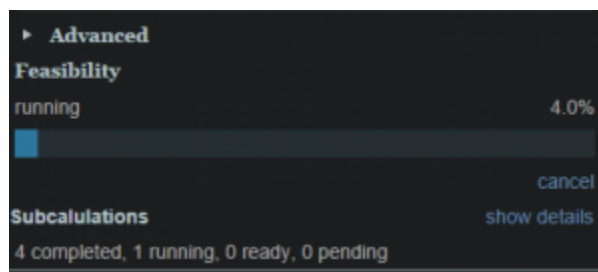 Advanced
Feasibility
running 4.0%
cancel
Subcalulations show details
4 completed, 1 running, 0 ready, 0 pending